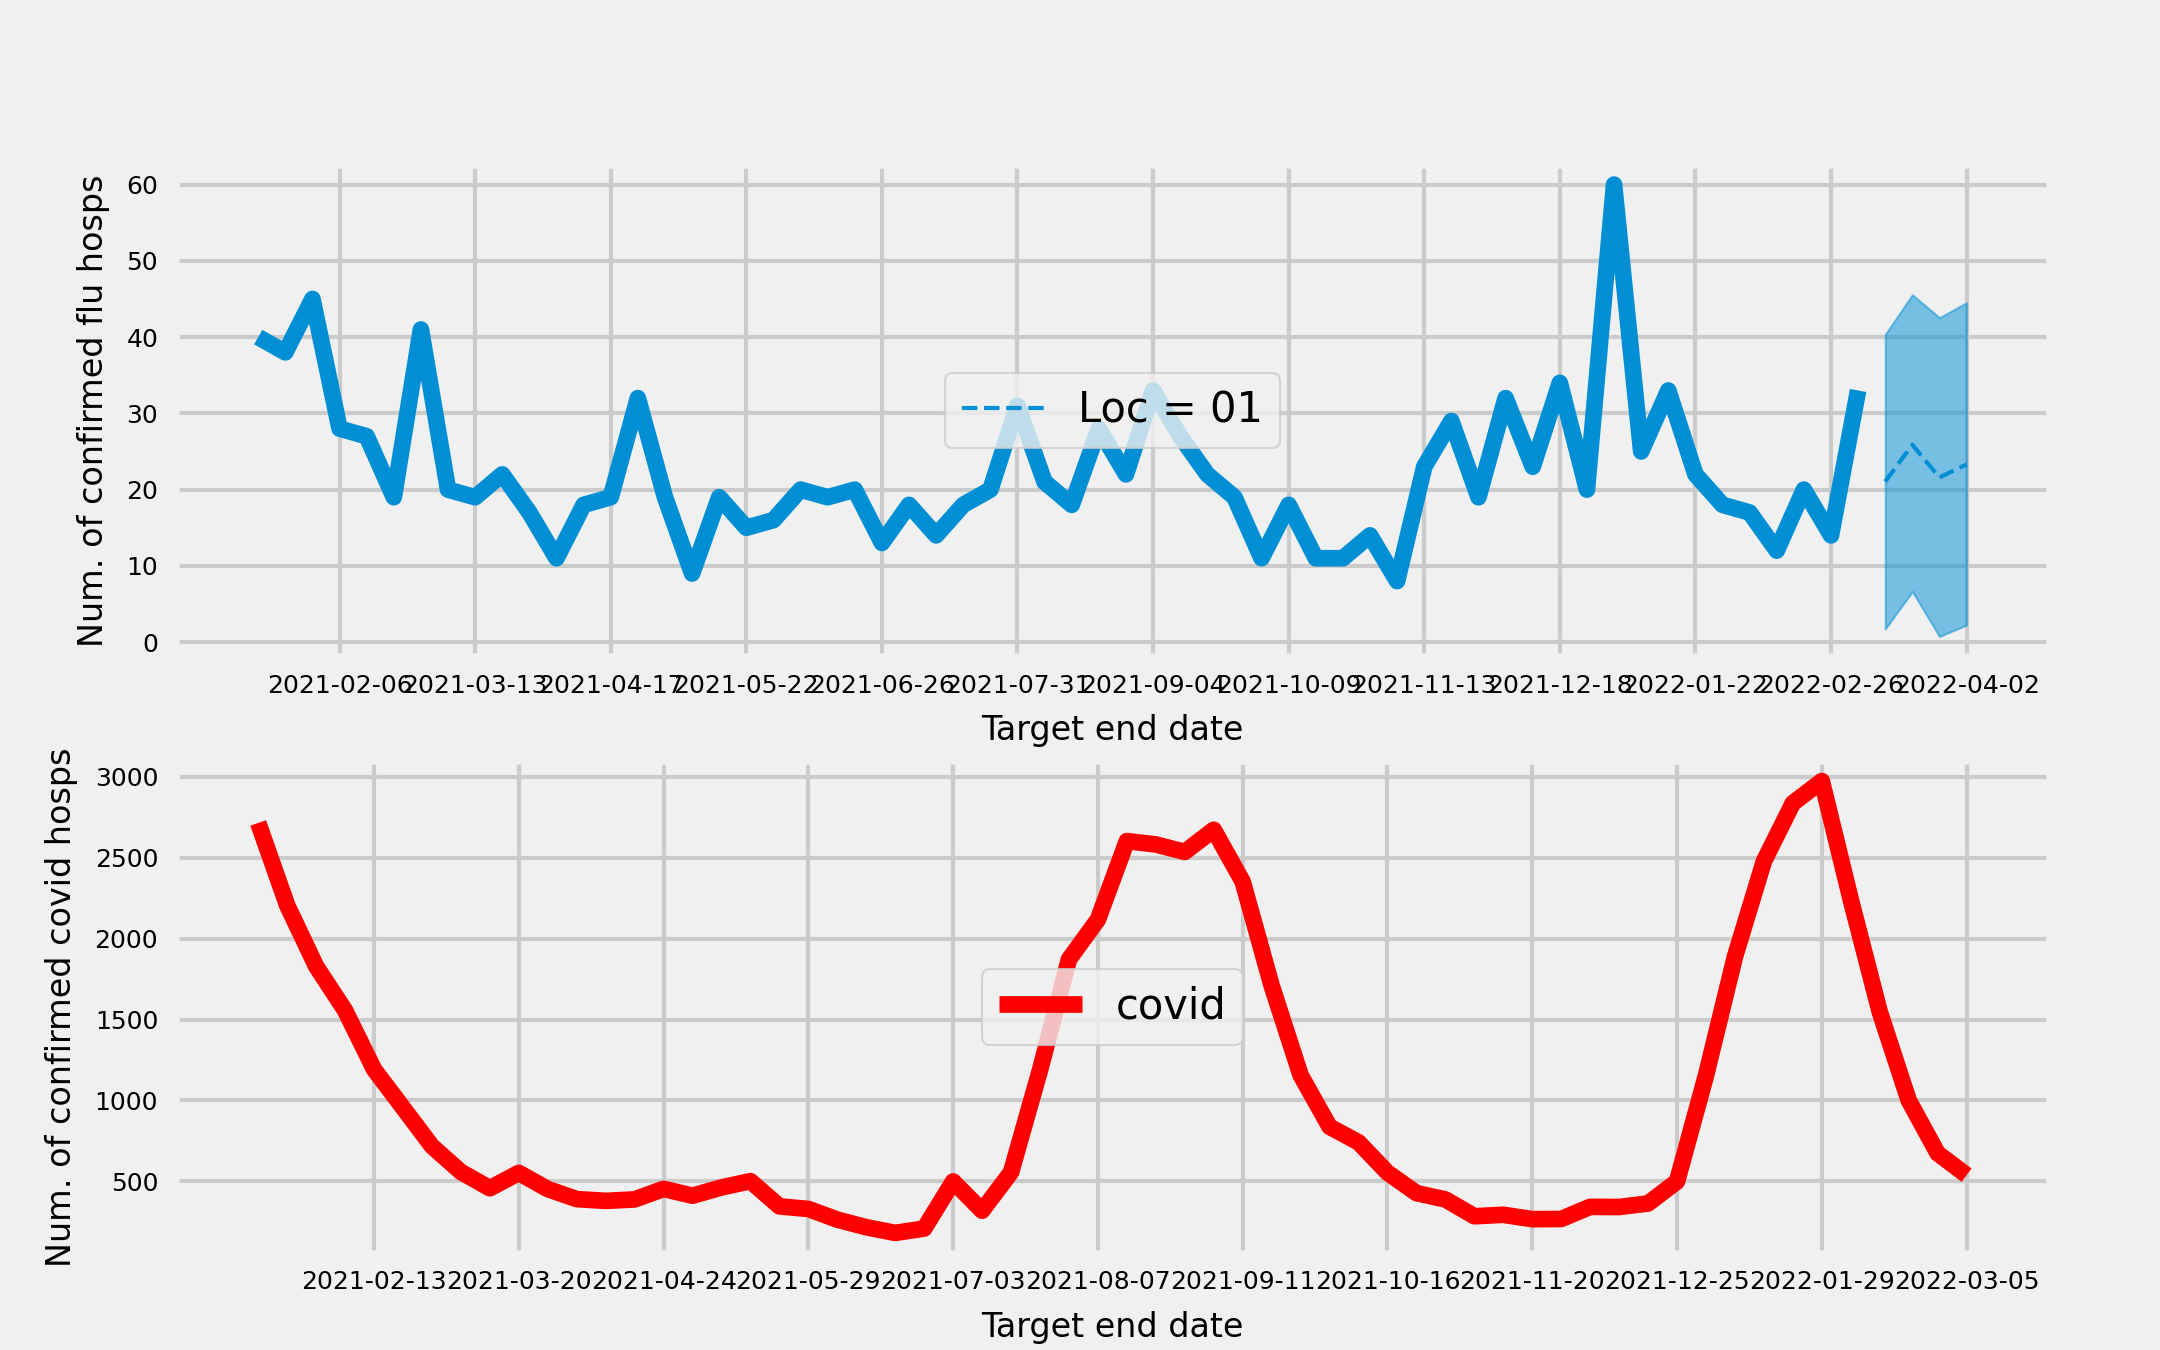 Num. of confirmed flu hosps
60
50
40
30
20
10
0
Loc = 01
2021-02-06 2021-03-13 2021-04-17 2021-05-22 2021-06-26 2021-07-31 2021-09-04 2021-10-09 2021-11-13 2021-12-18 2022-01-22 2022-02-26 2022-04-02
Target end date
Num. of confirmed covid hosps
3000
2500
2000
1500
1000
500
covid
2021-02-13 2021-03-20 2021-04-24 2021-05-29 2021-07-03 2021-08-07 2021-09-11 2021-10-16 2021-11-20 2021-12-25 2022-01-29 2022-03-05
Target end date